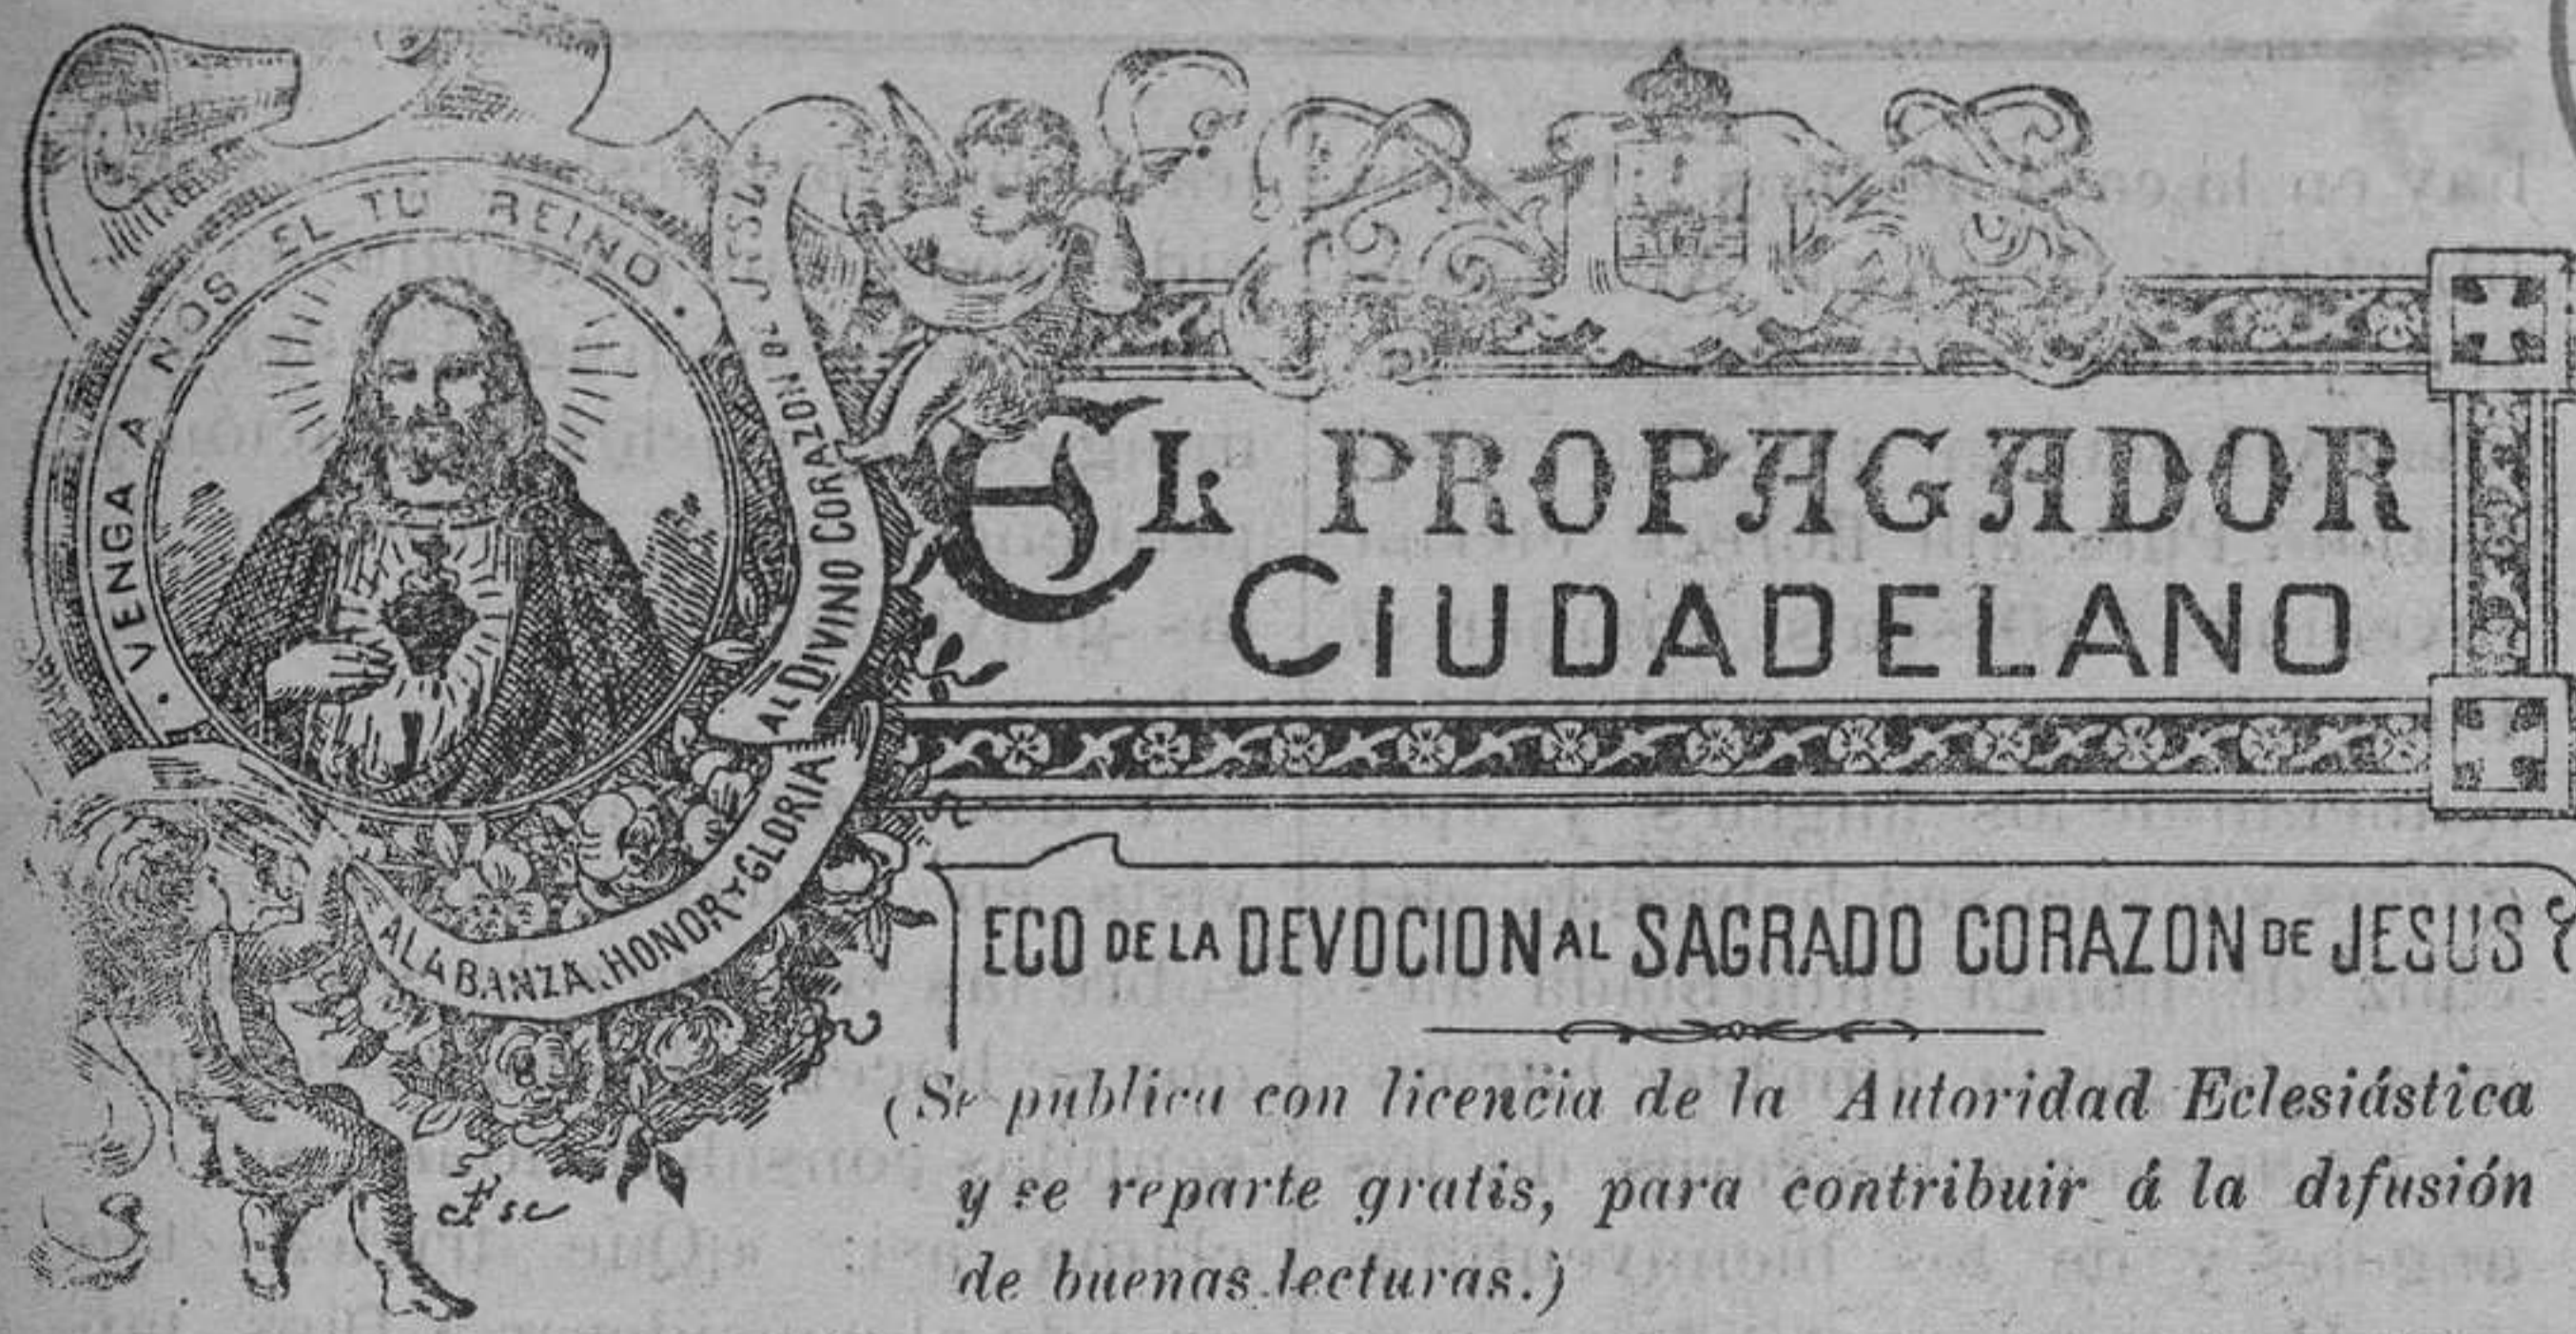 · VENGA A NOS EL TU REINO ·
ALABANZA, HONOR Y GLORIA
AL DIVINO CORAZON DE JESUS
EL PROPAGADOR
CIUDADELANO
ECO DE LA DEVOCION AL SAGRADO CORAZON DE JESUS
(Se publica con licencia de la Autoridad Eclesiástica
y se reparte gratis, para contribuir á la difusión
de buenas lecturas.)